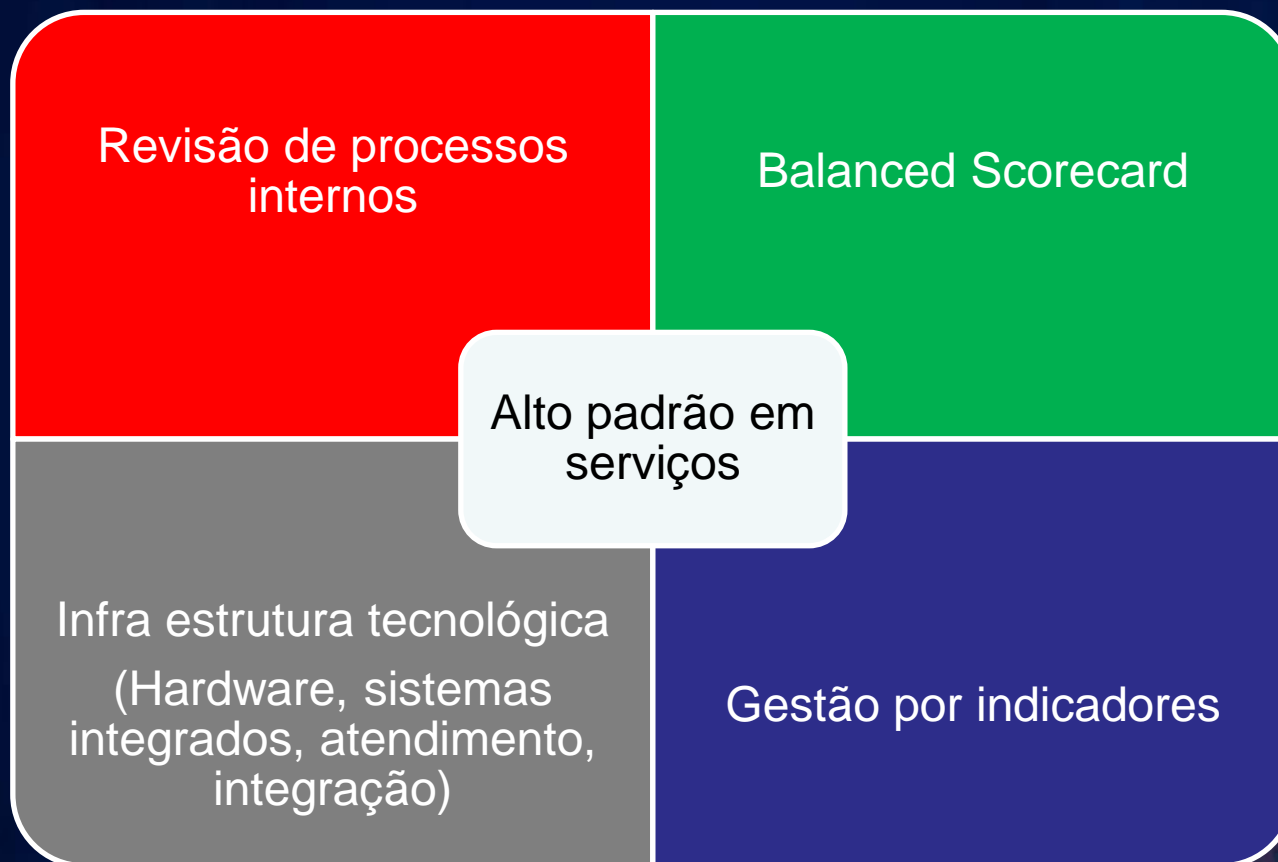 Revisão de processos
internos
Balanced Scorecard
Alto padrão em
serviços
Infra estrutura tecnológica
(Hardware, sistemas
integrados, atendimento,
integração)
Gestão por indicadores